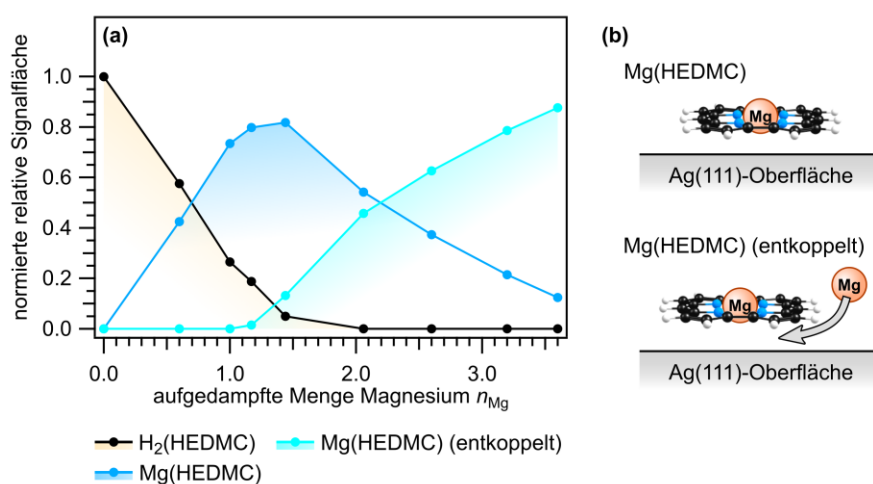 (a)
normierte relative Signalfläche
1.0
0.8
0.6
0.4
0.2
0.0
0.0 1.0 2.0 3.0
aufgedampfte Menge Magnesium nMg
H2(HEDMC)
Mg(HEDMC) (entkoppelt)
Mg(HEDMC)
(b)
Mg(HEDMC)
Mg
Ag(111)-Oberfläche
Mg(HEDMC) (entkoppelt)
Mg
Mg
Ag(111)-Oberfläche